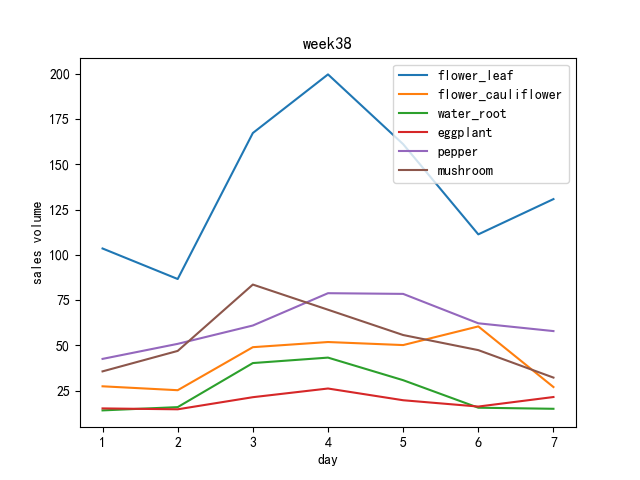 week38
flower_leaf
flower_cauliflower
water_root
eggplant
pepper
mushroom
200
175
150
125
100
75
50
25
sales volume
1 2 3 4 5 6 7
day